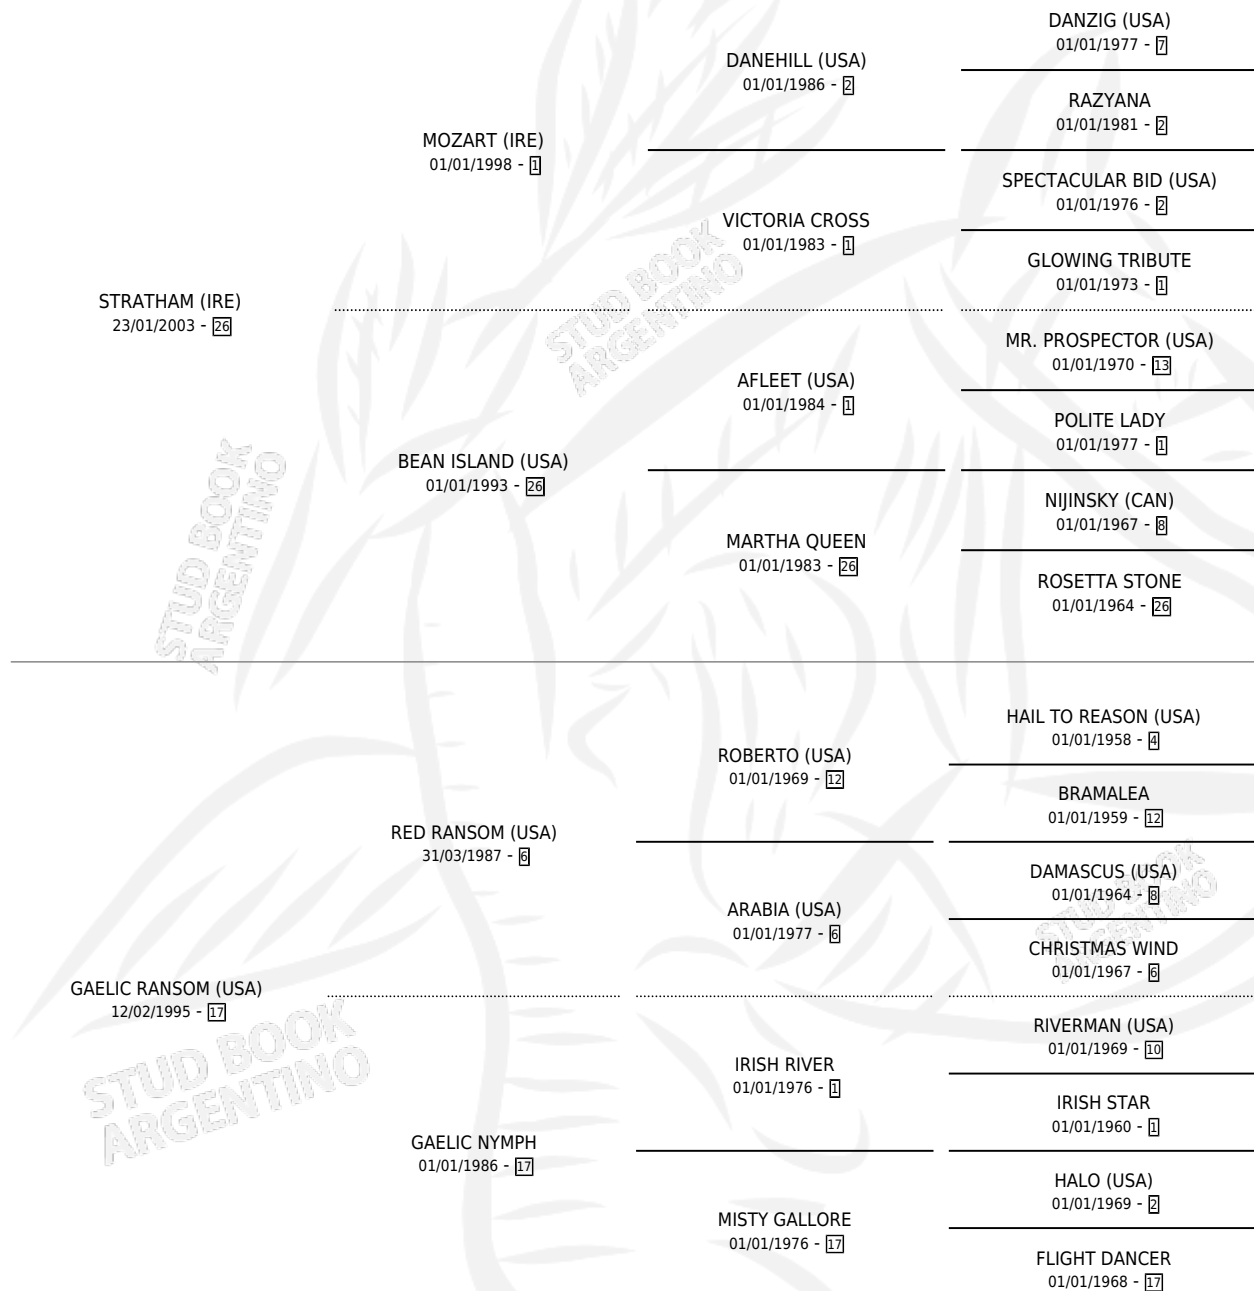 DANZIG (USA)
01/01/1977 - 7
DANEHILL (USA)
01/01/1986 - 2
RAZYANA
01/01/1981 - 2
MOZART (IRE)
01/01/1998 - 1
SPECTACULAR BID (USA)
01/01/1976 - 2
VICTORIA CROSS
01/01/1983 - 1
GLOWING TRIBUTE
01/01/1973 - 1
STRATHAM (IRE)
23/01/2003 - 26
STUD BOOK
ARGENTINO
MR. PROSPECTOR (USA)
01/01/1970 - 13
AFLEET (USA)
01/01/1984 - 1
POLITE LADY
01/01/1977 - 1
BEAN ISLAND (USA)
01/01/1993 - 26
NIJINSKY (CAN)
01/01/1967 - 8
MARTHA QUEEN
01/01/1983 - 26
ROSETTA STONE
01/01/1964 - 26
STUD BOOK
ARGENTINO
HAIL TO REASON (USA)
01/01/1958 - 4
ROBERTO (USA)
01/01/1969 - 12
BRAMALEA
01/01/1959 - 12
RED RANSOM (USA)
31/03/1987 - 6
DAMASCUS (USA)
01/01/1964 - 8
ARABIA (USA)
01/01/1977 - 6
STUD BOOK
ARGENTINO
CHRISTMAS WIND
01/01/1967 - 6
GAELIC RANSOM (USA)
12/02/1995 - 17
STUD BOOK
ARGENTINO
RIVERMAN (USA)
01/01/1969 - 10
IRISH RIVER
01/01/1976 - 1
IRISH STAR
01/01/1960 - 1
GAELIC NYMPH
01/01/1986 - 17
HALO (USA)
01/01/1969 - 2
MISTY GALLORE
01/01/1976 - 17
FLIGHT DANCER
01/01/1968 - 17